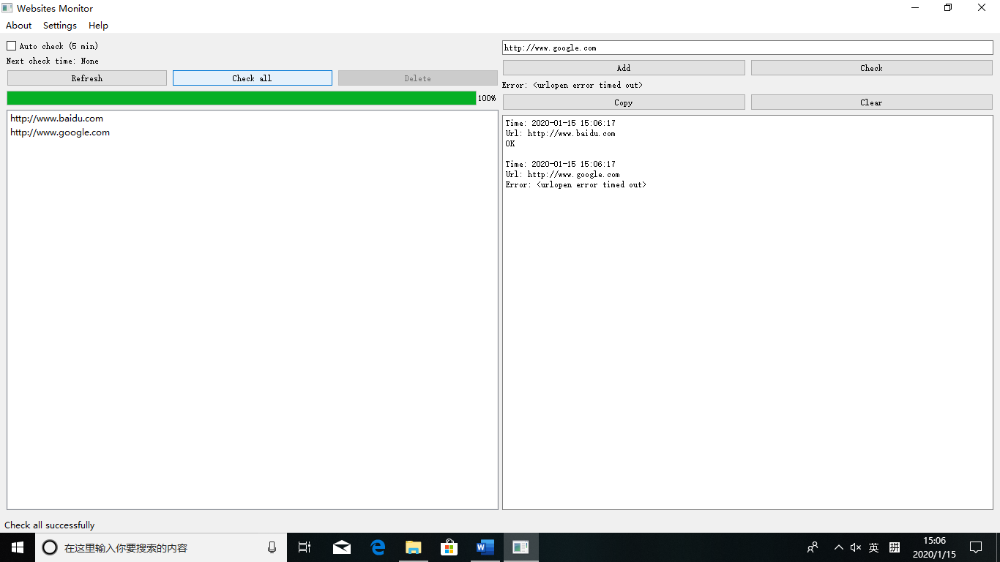 Websites Monitor
About Settings Help
Auto check (5 min)
Next check time: None
Refresh Check all Delete
100%
http://www.baidu.com
http://www.google.com
http://www.google.com
Add Check
Error: <urlopen error timed out>
Copy Clear
Time: 2020-01-15 15:06:17
Url: http://www.baidu.com
OK
Time: 2020-01-15 15:06:17
Url: http://www.google.com
Error: <urlopen error timed out>
Check all successfully
在这里输入你要搜索的内容
英 拼
15:06
2020/1/15